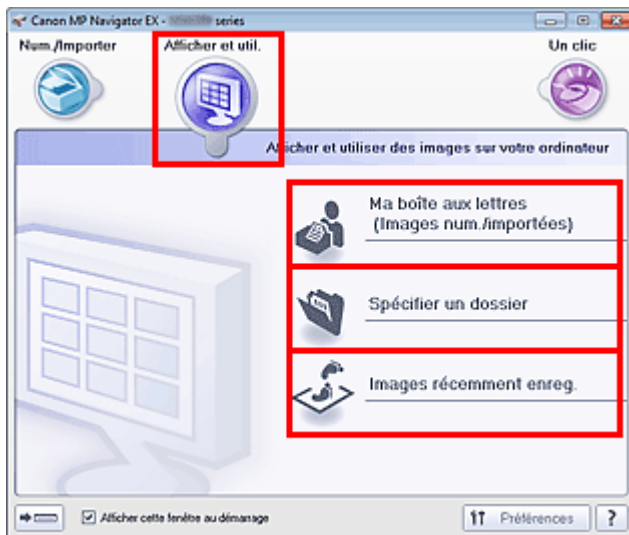 Canon MP Navigator EX - series
Num./Importer
Afficher et util.
Un clic
Afficher et utiliser des images sur votre ordinateur
Ma boîte aux lettres
(Images num./importées)
Spécifier un dossier
Images récemment enreg.
Afficher cette fenêtre au démarrage
Préférences
?